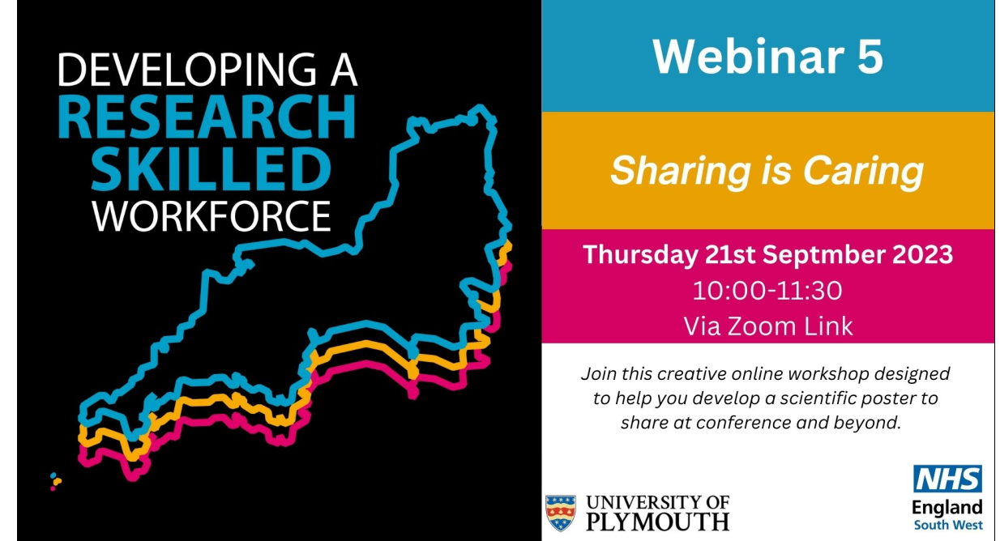 DEVELOPING A
RESEARCH
SKILLED
WORKFORCE
Webinar 5
Sharing is Caring
Thursday 21st Septmber 2023
10:00-11:30
Via Zoom Link
Join this creative online workshop designed
to help you develop a scientific poster to
share at conference and beyond.
UNIVERSITY OF
PLYMOUTH
NHS
England
South West